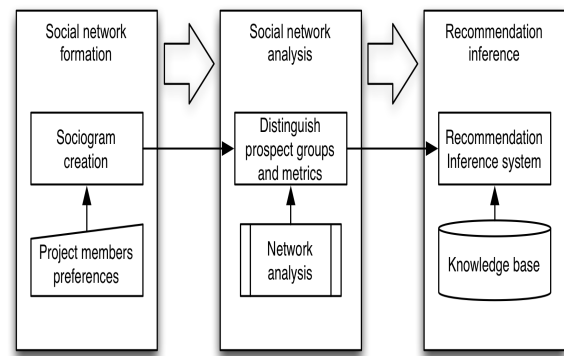 Social network
formation
Sociogram
creation
Project members
preferences
Social network
analysis
Distinguish
prospect groups
and metrics
Network
analysis
Recommendation
inference
Recommendation
Inference system
Knowledge base